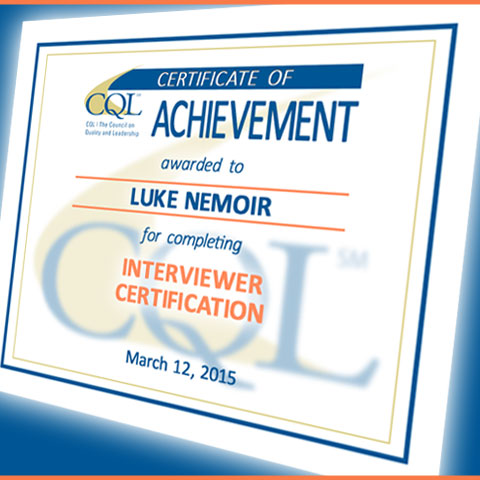 CERTIFICATE OF
CQL
CQL | The Council on
Quality and Leadership
ACHIEVEMENT
awarded to
LUKE NEMOIR
for completing
INTERVIEWER
CERTIFICATION
March 12, 2015
CQL SM